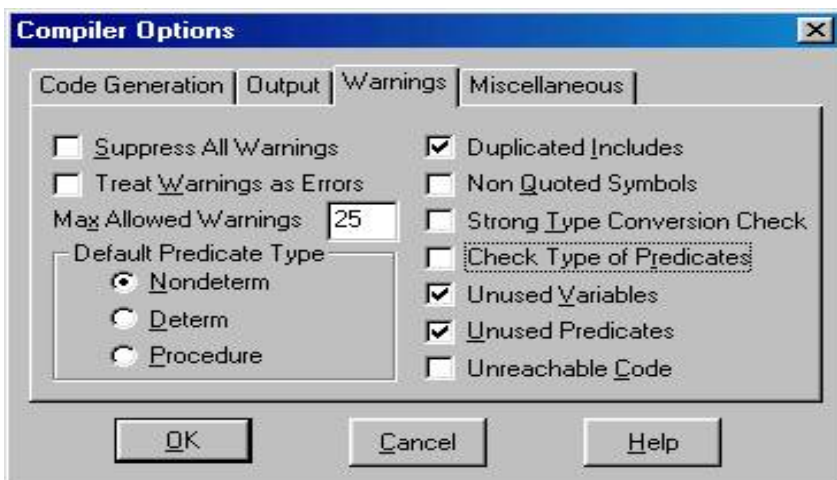 Compiler Options
Code Generation
Output
Warnings
Miscellaneous
Suppress All Warnings
Treat Warnings as Errors
Max Allowed Warnings 25
Default Predicate Type
Nondeterm
Determ
Procedure
Duplicated Includes
Non Quoted Symbols
Strong Type Conversion Check
Check Type of Predicates
Unused Variables
Unused Predicates
Unreachable Code
OK
Cancel
Help